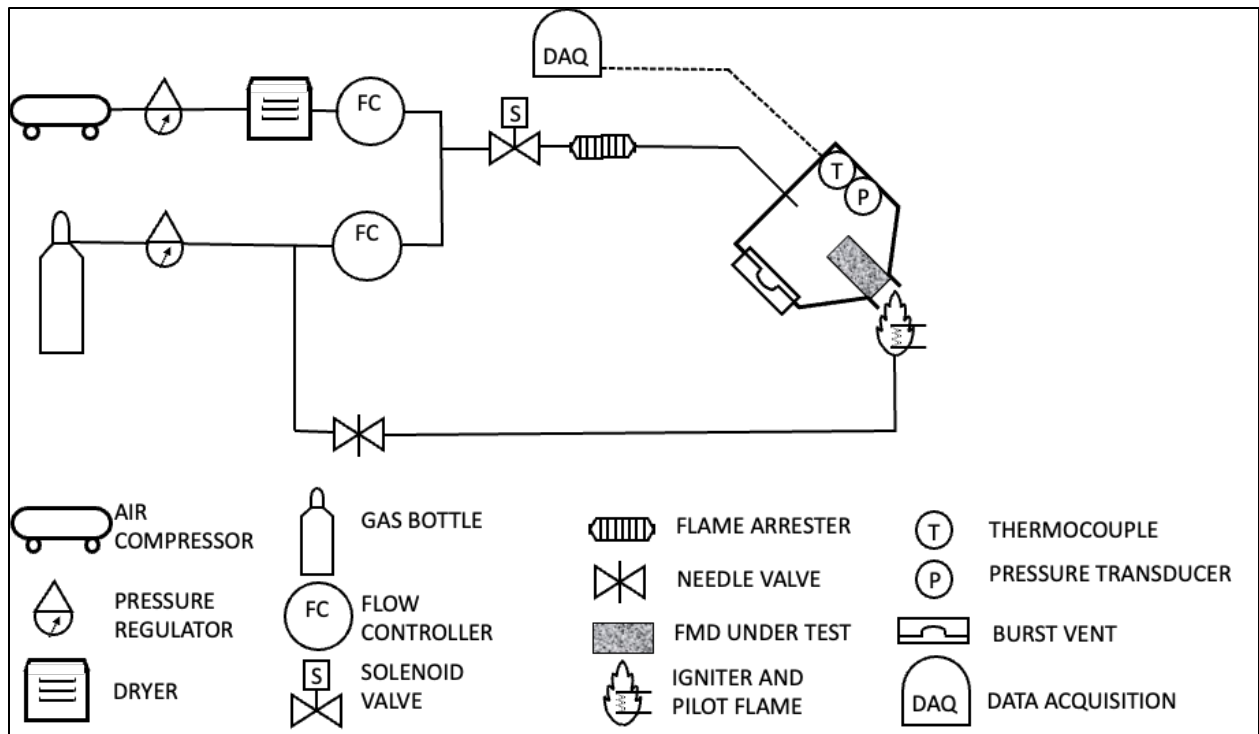 DAQ
FC
S
T
P
FC
AIR
COMPRESSOR
GAS BOTTLE
FLAME ARRESTER
T
THERMOCOUPLE
PRESSURE
REGULATOR
FC
FLOW
CONTROLLER
NEEDLE VALVE
P
PRESSURE TRANSDUCER
FMD UNDER TEST
BURST VENT
DRYER
S
SOLENOID
VALVE
IGNITER AND
PILOT FLAME
DAQ
DATA ACQUISITION